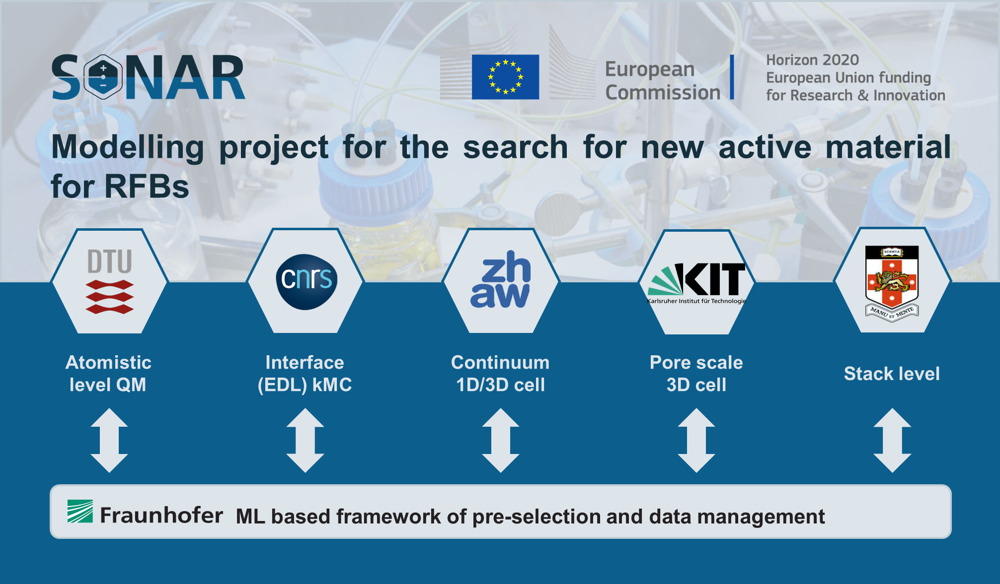 SONAR
European
Commission
Horizon 2020
European Union funding
for Research & Innovation
Modelling project for the search for new active material
for RFBs
DTU
cnrs
zh
aw
KIT
Karlsruher Institut für Technologie
SCIENTIA
MANU ET MENTE
Atomistic
level QM
Interface
(EDL) kMC
Continuum
1D/3D cell
Pore scale
3D cell
Stack level
Fraunhofer ML based framework of pre-selection and data management